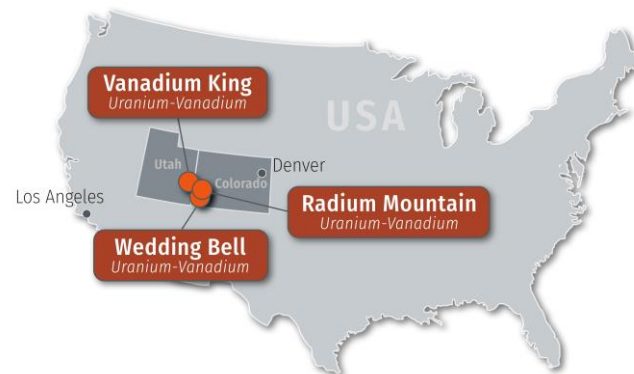 Vanadium King
Uranium-Vanadium
USA
Utah
Colorado
Denver
Los Angeles
Radium Mountain
Uranium-Vanadium
Wedding Bell
Uranium-Vanadium